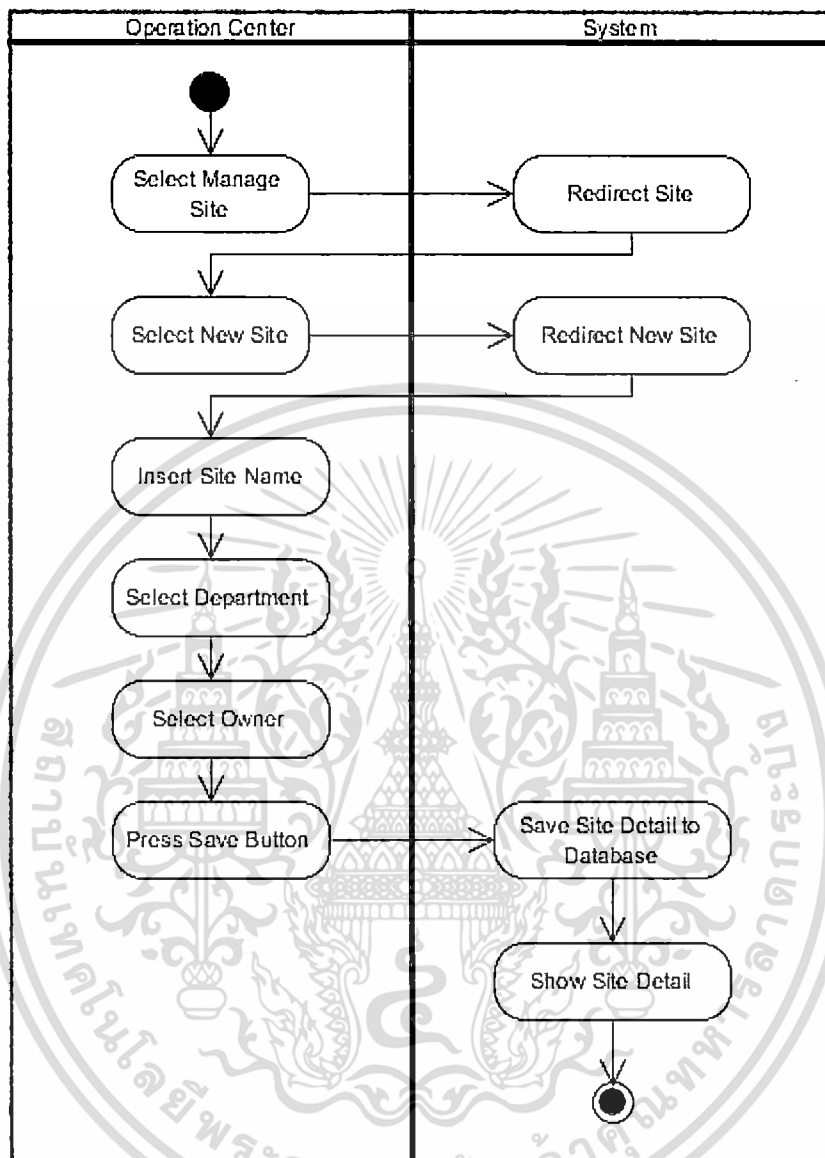 Operation Center
System
Select Manage
Site
Redirect Site
Select New Site
Redirect New Site
Insert Site Name
Select Department
Select Owner
Press Save Button
Save Site Detail to
Database
Show Site Detail